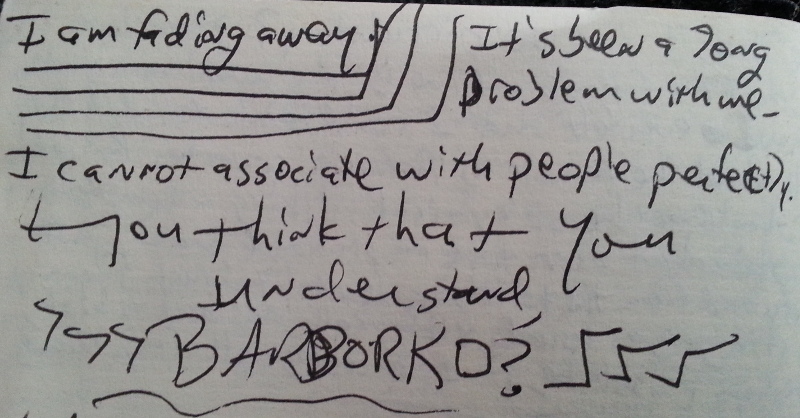 I am fading away.
It's been a long
problem with me_
I cannot associate with people perfectly.
you think that you
understand
BARBORKO?